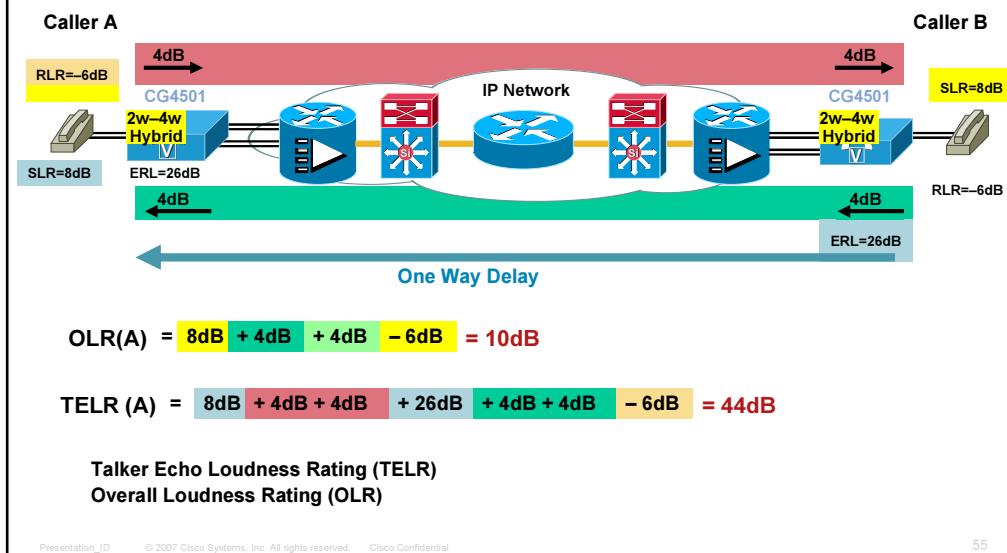 Caller A
Caller B
4dB
4dB
RLR=–6dB
IP Network
SLR=8dB
CG4501
CG4501
2w–4w
Hybrid
2w–4w
Hybrid
V
Si
Si
V
SLR=8dB
ERL=26dB
RLR=–6dB
4dB
4dB
ERL=26dB
One Way Delay
OLR(A) = 8dB + 4dB + 4dB – 6dB = 10dB
TELR (A) = 8dB + 4dB + 4dB + 26dB + 4dB + 4dB – 6dB = 44dB
Talker Echo Loudness Rating (TELR)
Overall Loudness Rating (OLR)
Presentation_ID © 2007 Cisco Systems, Inc. All rights reserved. Cisco Confidential 55